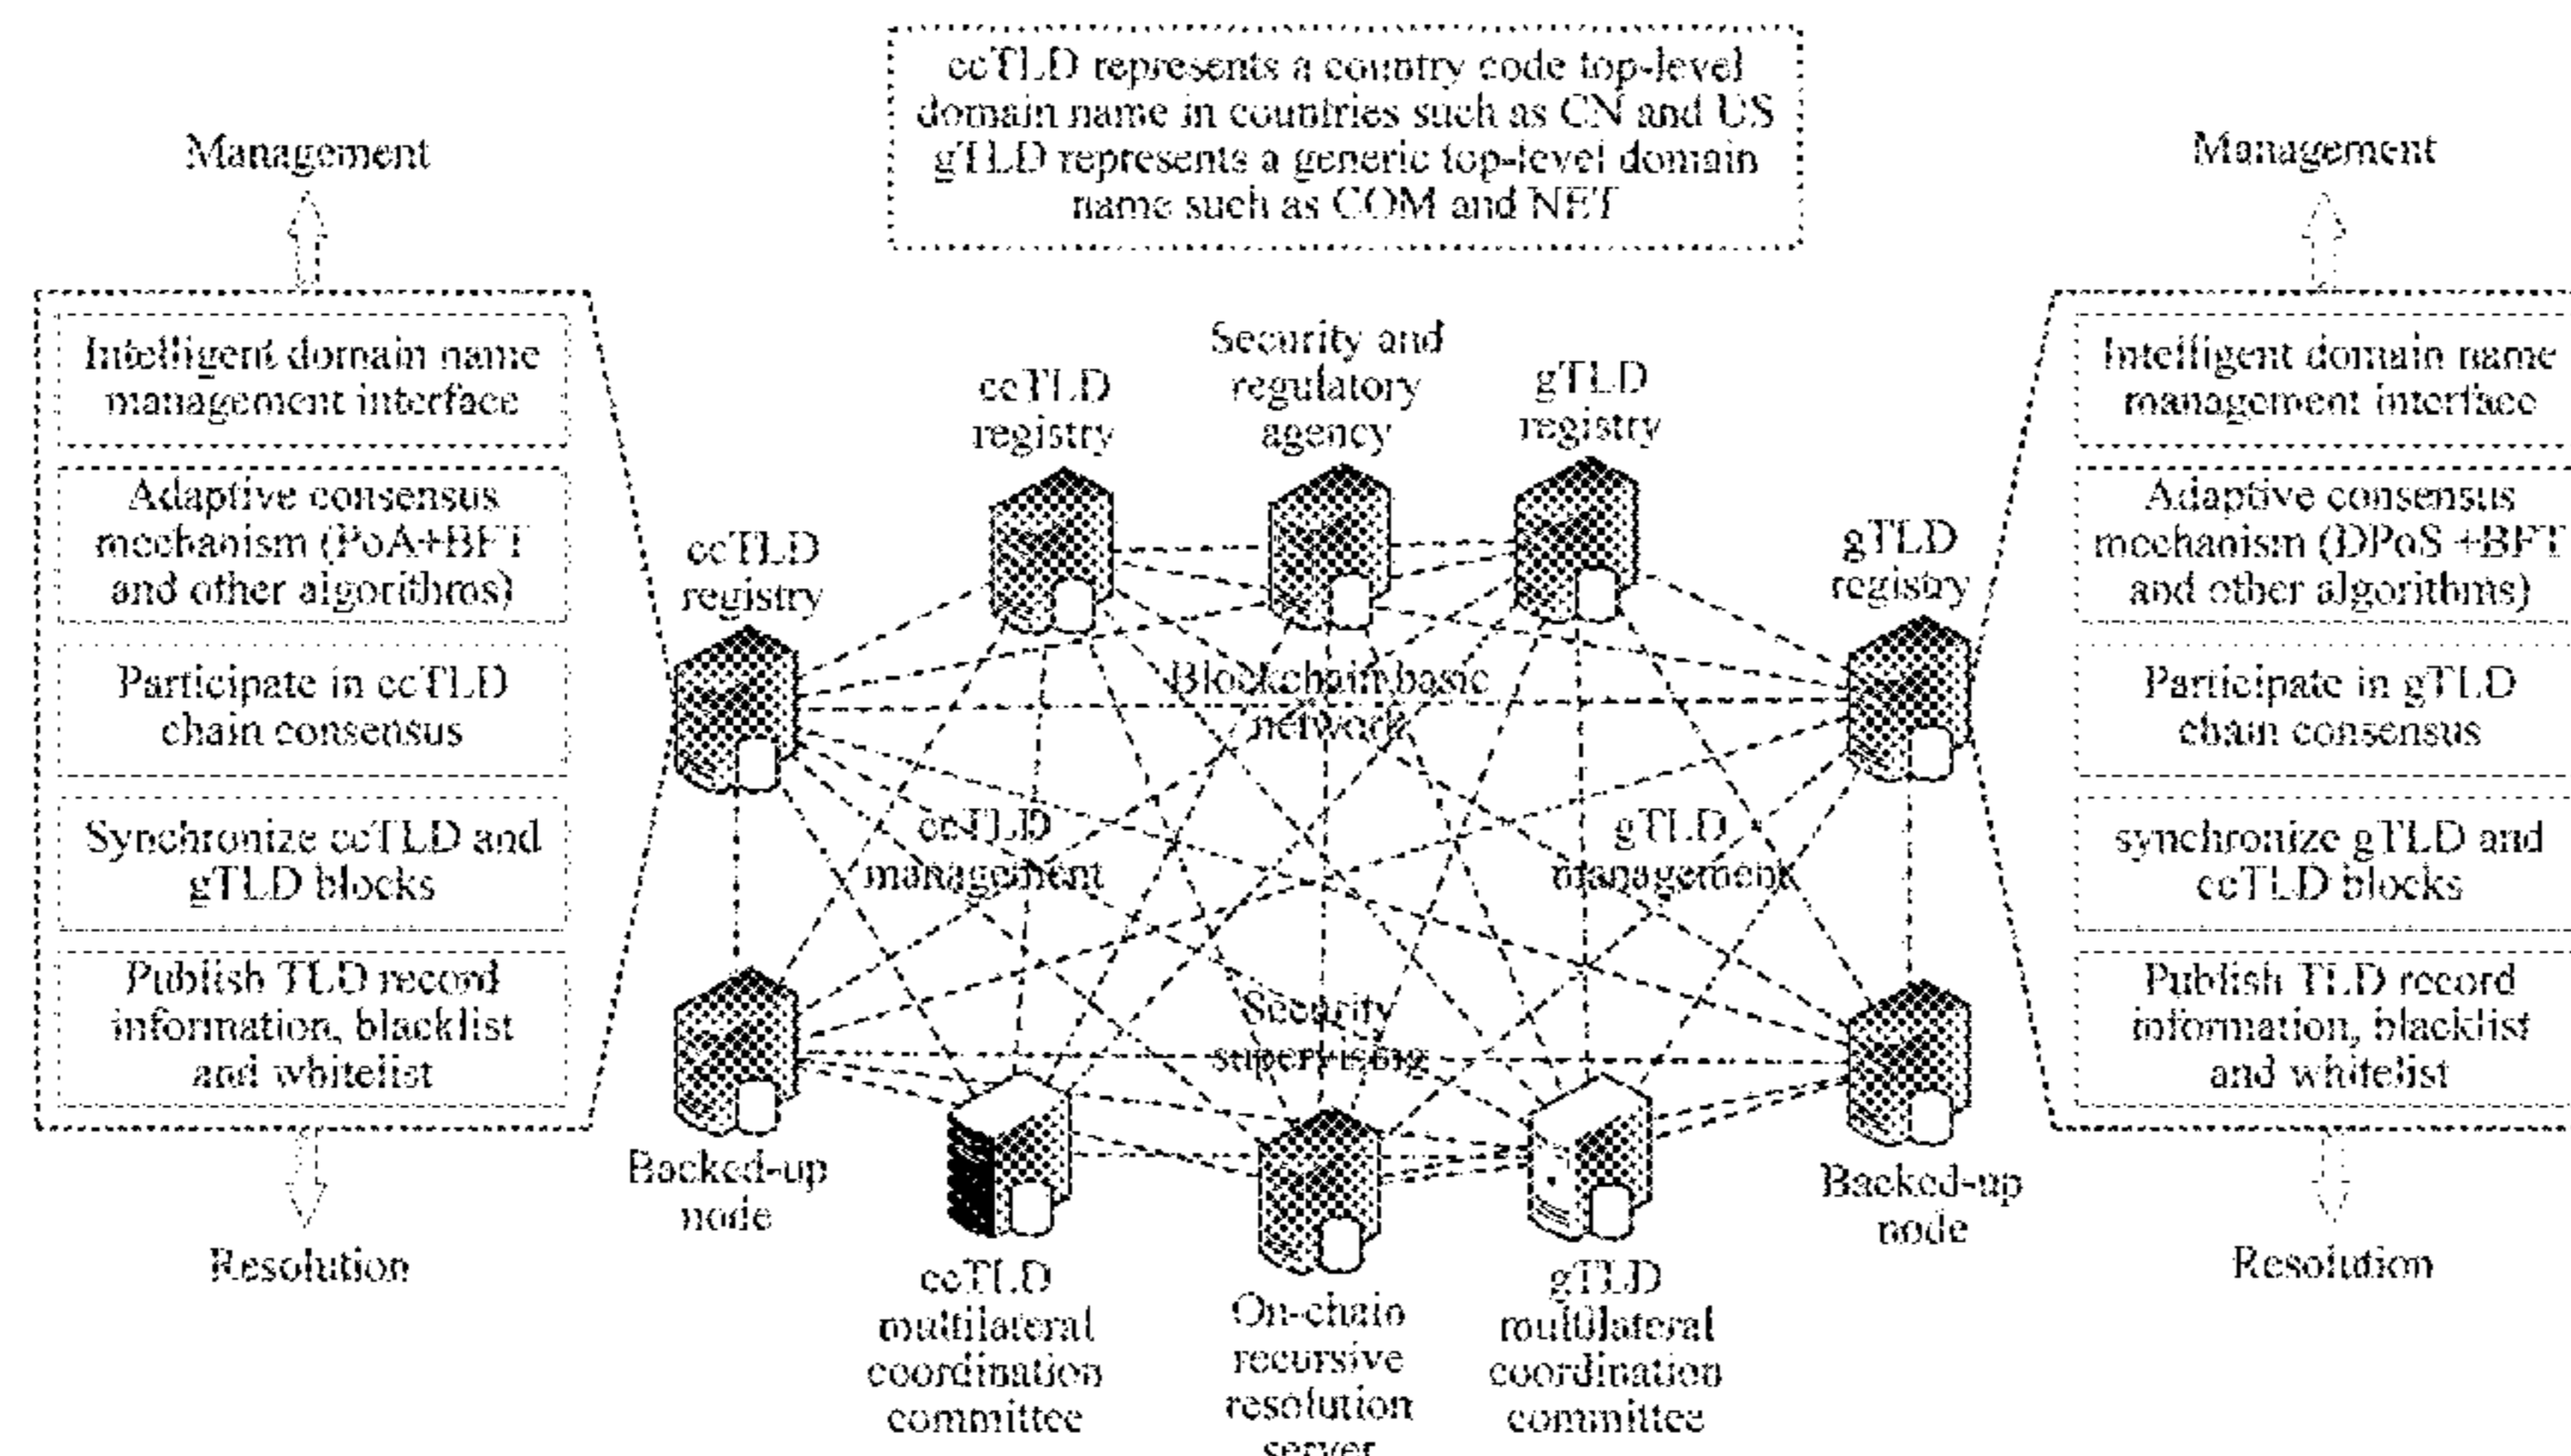 ccTLD represents a country code top-level
domain name in countries such as CN and US
gTLD represents a generic top-level domain
name such as COM and NET
Management
Intelligent domain name
management interface
Adaptive consensus
mechanism (PoA+BFT
and other algorithms)
Participate in ccTLD
chain consensus
Synchronize ccTLD and
gTLD blocks
Publish TLD record
information, blacklist
and whitelist
Resolution
ccTLD
registry
ccTLD
registry
Security and
regulatory
agency
gTLD
registry
gTLD
registry
Blockchain basic
network
ccTLD
management
gTLD
management
Security
supervising
Backed-up
node
ccTLD
multilateral
coordination
committee
On-chain
recursive
resolution
server
gTLD
multilateral
coordination
committee
Backed-up
node
Management
Intelligent domain name
management interface
Adaptive consensus
mechanism (DPoS +BFT
and other algorithms)
Participate in gTLD
chain consensus
synchronize gTLD and
ccTLD blocks
Publish TLD record
information, blacklist
and whitelist
Resolution